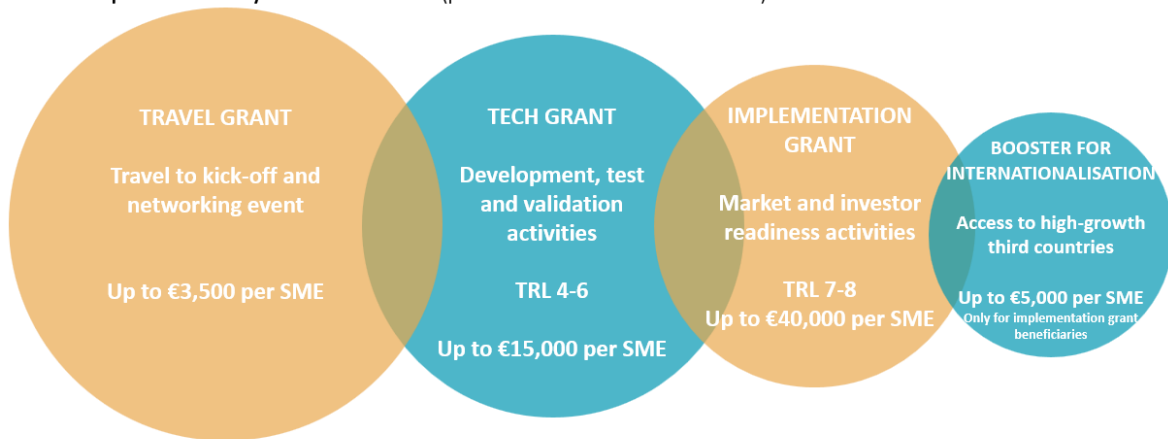 TRAVEL GRANT
Travel to kick-off and
networking event
Up to €3,500 per SME
TECH GRANT
Development, test
and validation
activities
TRL 4-6
Up to €15,000 per SME
IMPLEMENTATION
GRANT
Market and investor
readiness activities
TRL 7-8
Up to €40,000 per SME
BOOSTER FOR
INTERNATIONALISATION
Access to high-growth
third countries
Up to €5,000 per SME
Only for implementation grant
beneficiaries